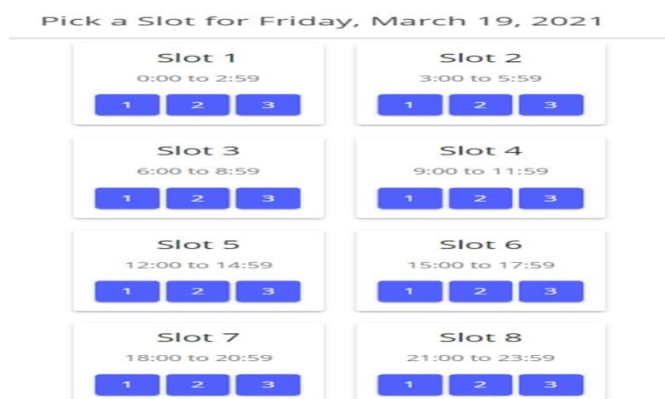 Pick a Slot for Friday, March 19, 2021
Slot 1
0:00 to 2:59
1 2 3
Slot 2
3:00 to 5:59
1 2 3
Slot 3
6:00 to 8:59
1 2 3
Slot 4
9:00 to 11:59
1 2 3
Slot 5
12:00 to 14:59
1 2 3
Slot 6
15:00 to 17:59
1 2 3
Slot 7
18:00 to 20:59
1 2 3
Slot 8
21:00 to 23:59
1 2 3